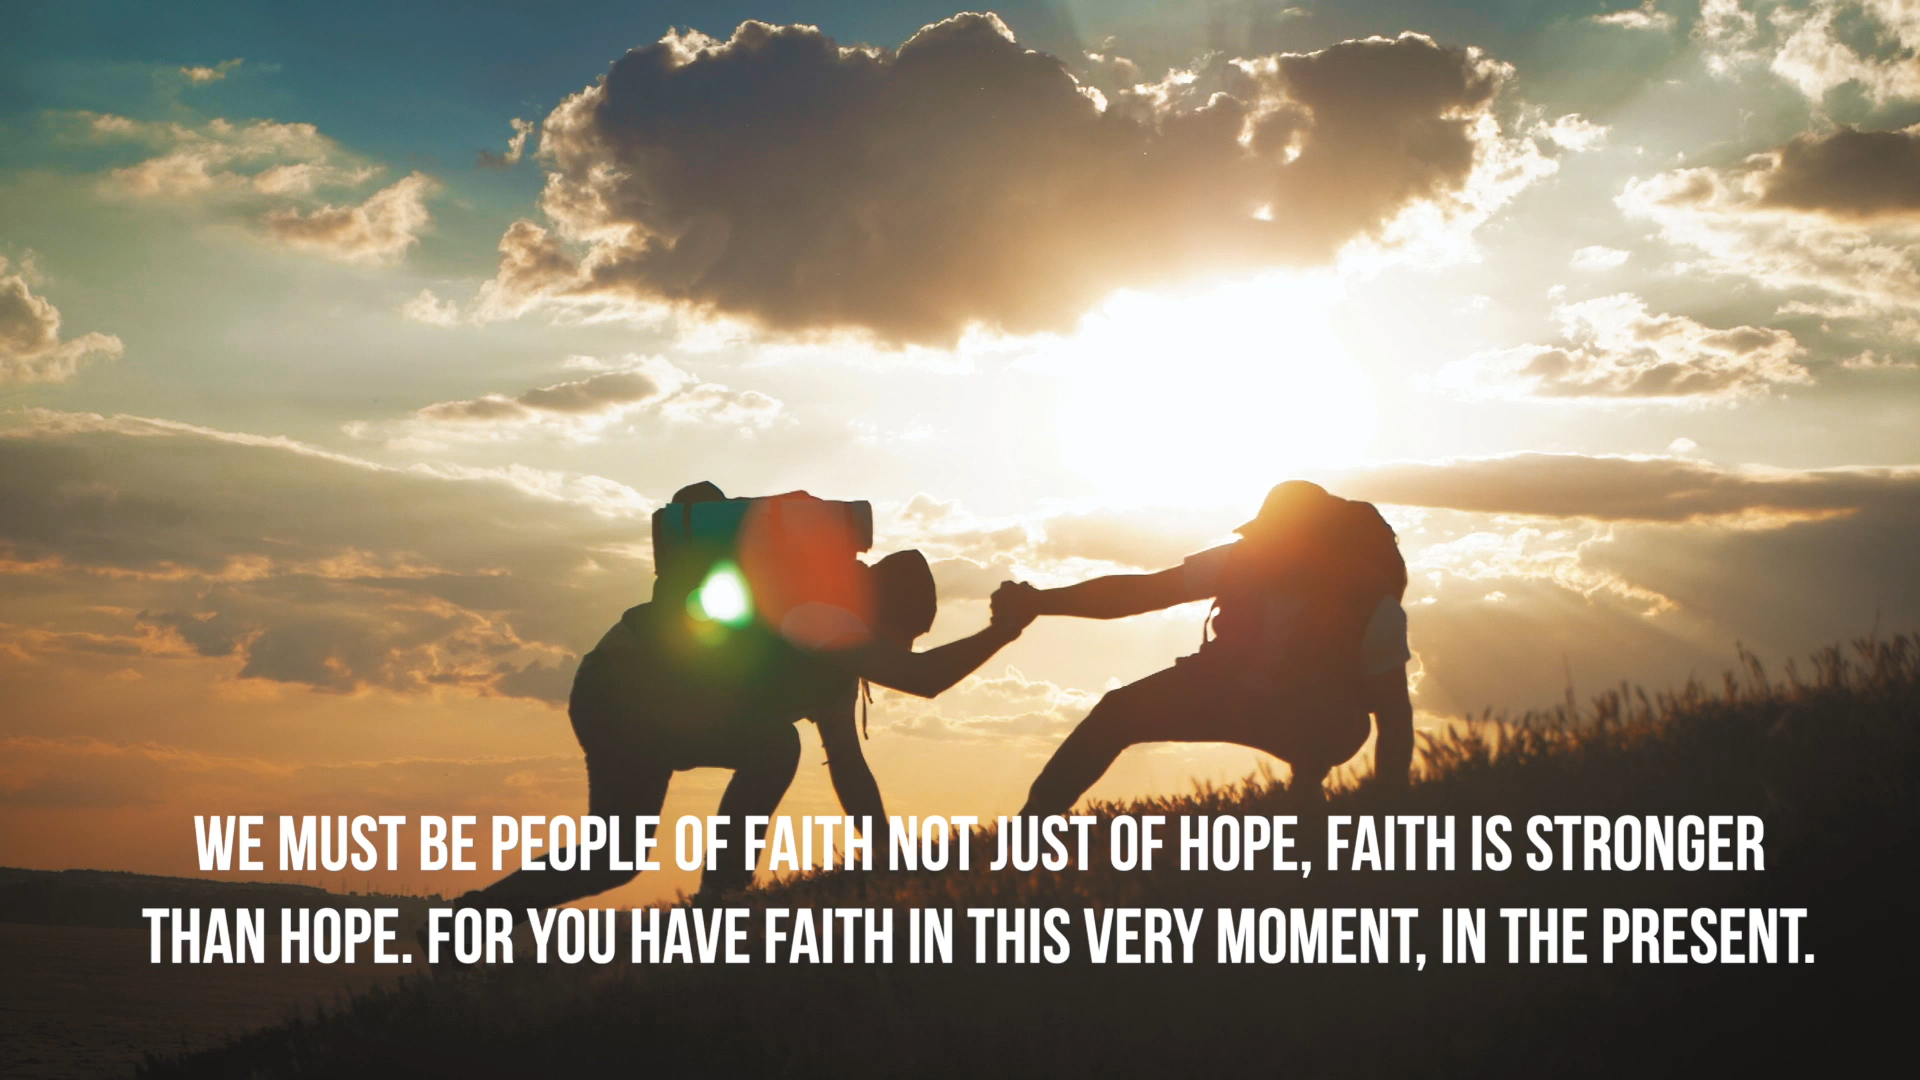 WE MUST BE PEOPLE OF FAITH NOT JUST OF HOPE, FAITH IS STRONGER
THAN HOPE. FOR YOU HAVE FAITH IN THIS VERY MOMENT, IN THE PRESENT.